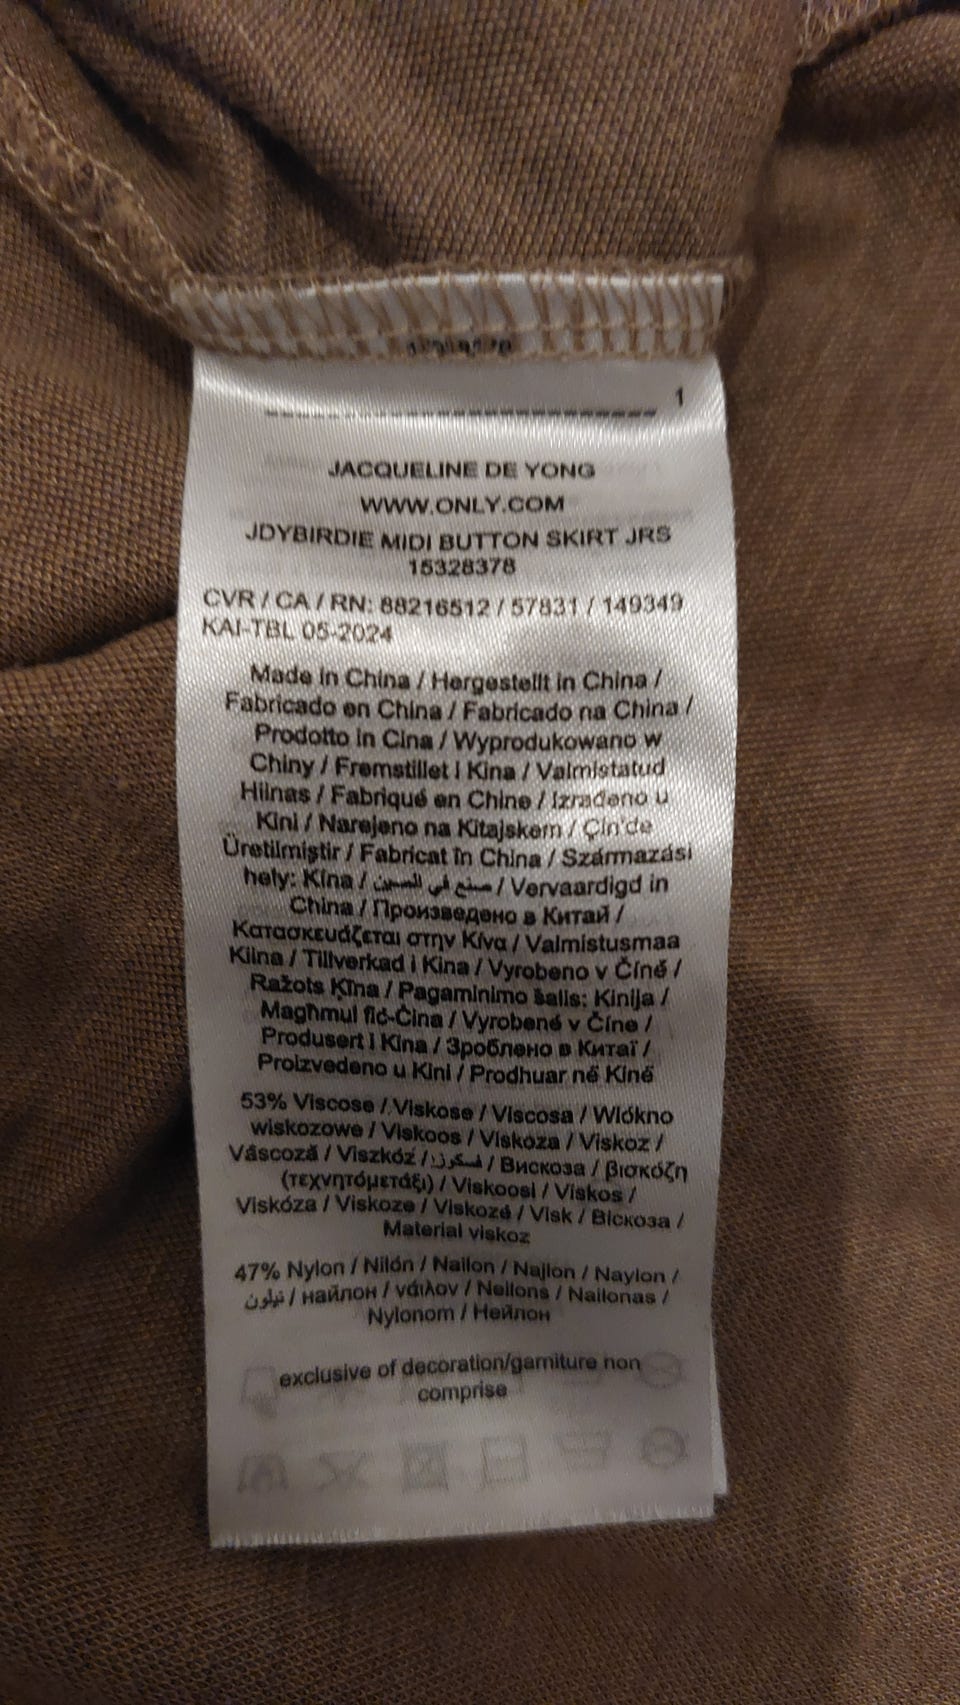 1
JACQUELINE DE YONG
WWW.ONLY.COM
JDYBIRDIE MIDI BUTTON SKIRT JRS
15328378
CVR / CA / RN: 88216512 / 57831 / 149349
KAI-TBL 05-2024
Made in China / Hergestellt in China /
Fabricado en China / Fabricado na China /
Prodotto in Cina / Wyprodukowano w
Chiny / Fremstillet i Kina / Valmistatud
Hiinas / Fabriqué en Chine / Izrađeno u
Kini / Narejeno na Kitajskem / Çin'de
Üretilmiştir / Fabricat în China / Származási
hely: Kína / صنع في الصين / Vervaardigd in
China / Произведено в Китай /
Κατασκευάζεται στην Κίνα / Valmistusmaa
Kiina / Tillverkad i Kina / Vyrobeno v Číně /
Ražots Ķīna / Pagaminimo šalis: Kinija /
Magħmul fiċ-Ċina / Vyrobené v Číne /
Produsert i Kina / Зроблено в Китаї /
Proizvedeno u Kini / Prodhuar në Kinë
53% Viscose / Viskose / Viscosa / Włókno
wiskozowe / Viskoos / Viskoza / Viskoz /
Vâscoză / Viszkóz / فسكوز / Вискоза / βισκόζη
(τεχνητόμετάξι) / Viskoosi / Viskos /
Viskóza / Viskoze / Viskozė / Visk / Віскоза /
Material viskoz
47% Nylon / Nilón / Nailon / Najlon / Naylon /
نيلون / найлон / νάιλον / Neilons / Nailonas /
Nylonom / Нейлон
exclusive of decoration/garniture non
comprise